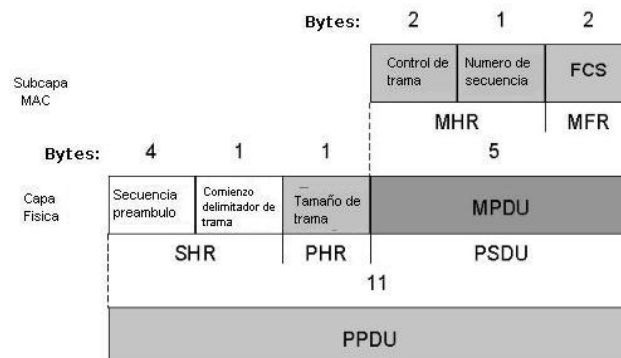 Bytes: 2 1 2
Subcapa
MAC
Control de
trama
Numero de
secuencia
FCS
MHR MFR
Bytes: 4 1 1 5
Capa
Fisica
Secuencia
preambulo
Comienzo
delimitador de
trama
Tamaño de
trama
MPDU
SHR PHR PSDU
11
PPDU